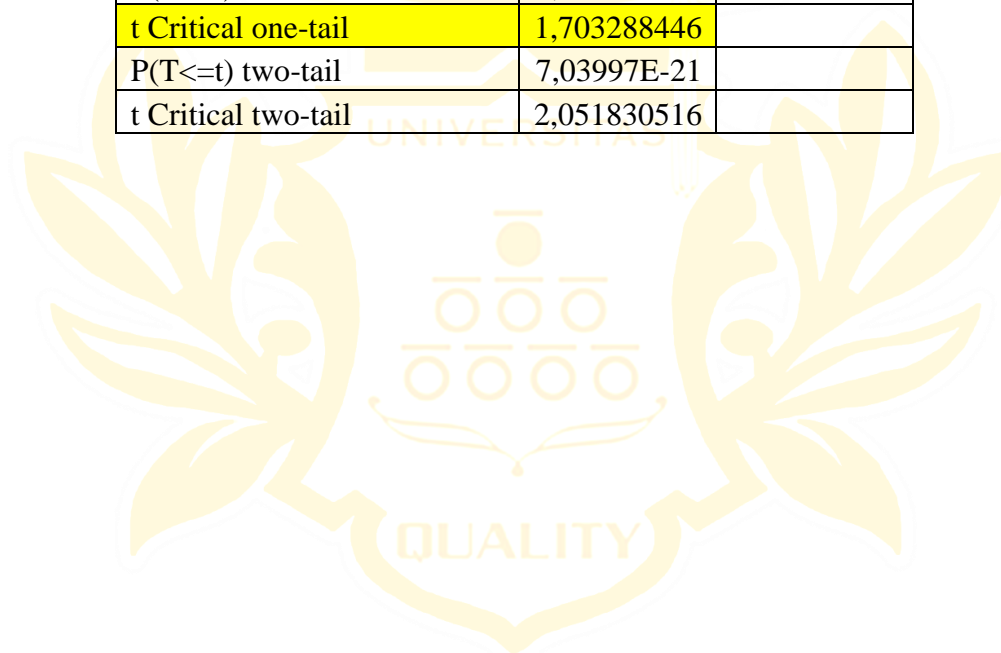 t Critical one-tail 1,703288446
P(T<=t) two-tail 7,03997E-21
t Critical two-tail 2,051830516
UNIVERSITAS
QUALITY